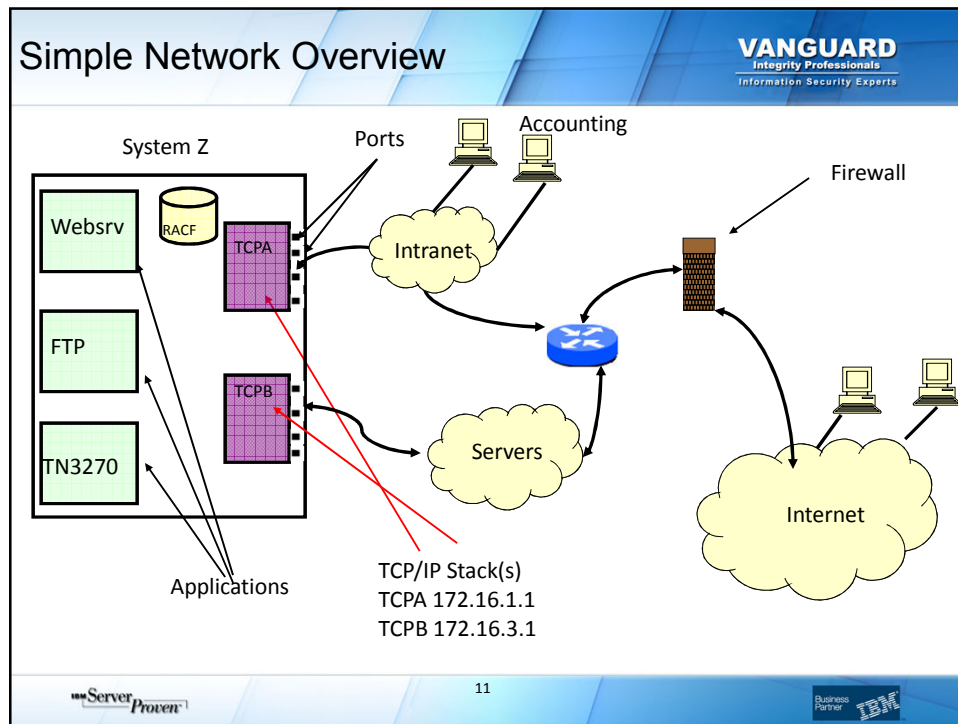 Simple Network Overview
VANGUARD
Integrity Professionals
Information Security Experts
System Z
Ports
Accounting
Firewall
Websrv
RACF
TCPA
Intranet
FTP
TCPB
TN3270
Servers
Internet
Applications
TCP/IP Stack(s)
TCPA 172.16.1.1
TCPB 172.16.3.1
IBM Server
Proven
11
Business
Partner
IBM